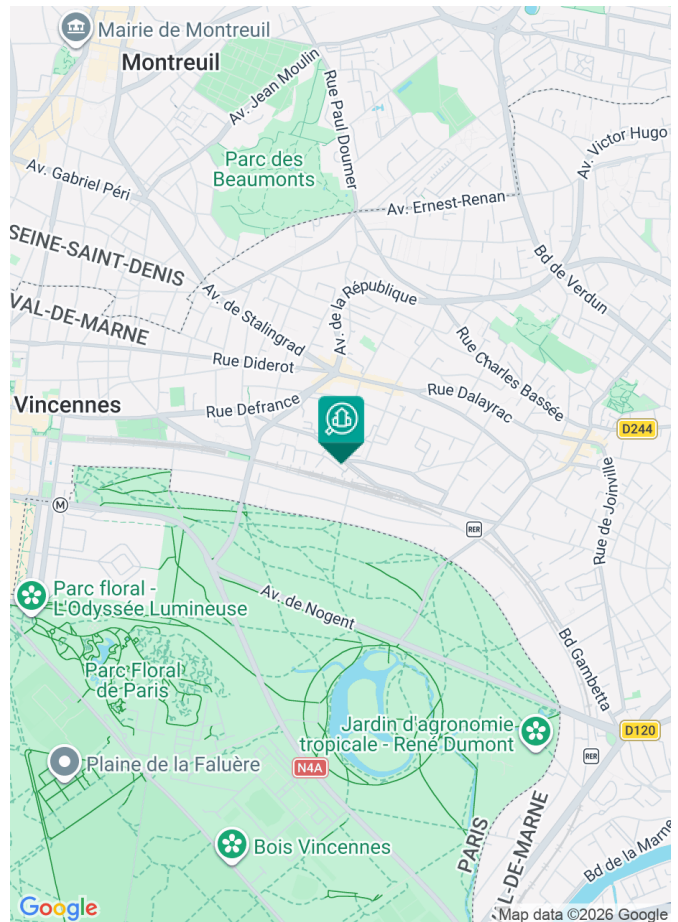 Mairie de Montreuil
Montreuil
Av. Jean Moulin
Rue Paul Doumer
Av. Victor Hugo
Parc des
Beaumonts
Av. Gabriel Péri
Av. Ernest-Renan
SEINE-SAINT-DENIS
VAL-DE-MARNE
Bd de Verdun
Av. de Stalingrad
Av. de la République
Rue Charles Bassée
Rue Diderot
Rue Dalayrac
Vincennes
Rue Defrance
D244
Rue de Joinville
M
RER
Parc floral -
L'Odyssée Lumineuse
Av. de Nogent
Parc Floral
de Paris
Bd Gambetta
Jardin d'agronomie
tropicale - René Dumont
D120
RER
Plaine de la Faluère
N4A
PARIS
VAL-DE-MARNE
Bois Vincennes
Bd de la Marne
Google
Map data ©2026 Google